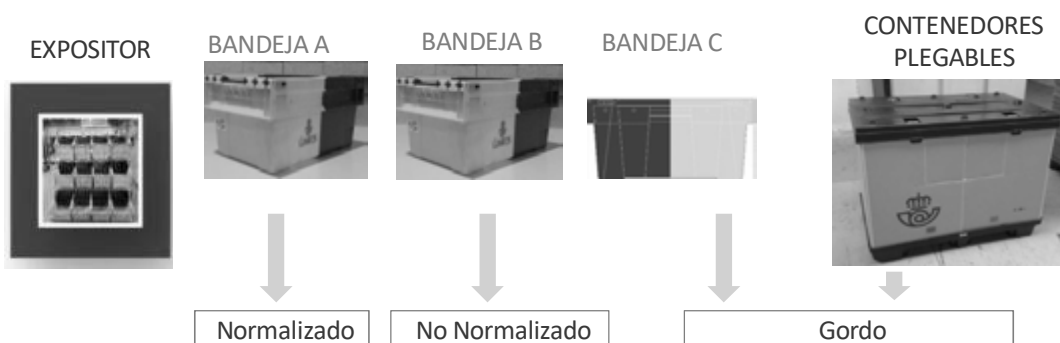 EXPOSITOR
BANDEJA A
BANDEJA B
BANDEJA C
CONTENEDORES
PLEGABLES
Normalizado
No Normalizado
Gordo